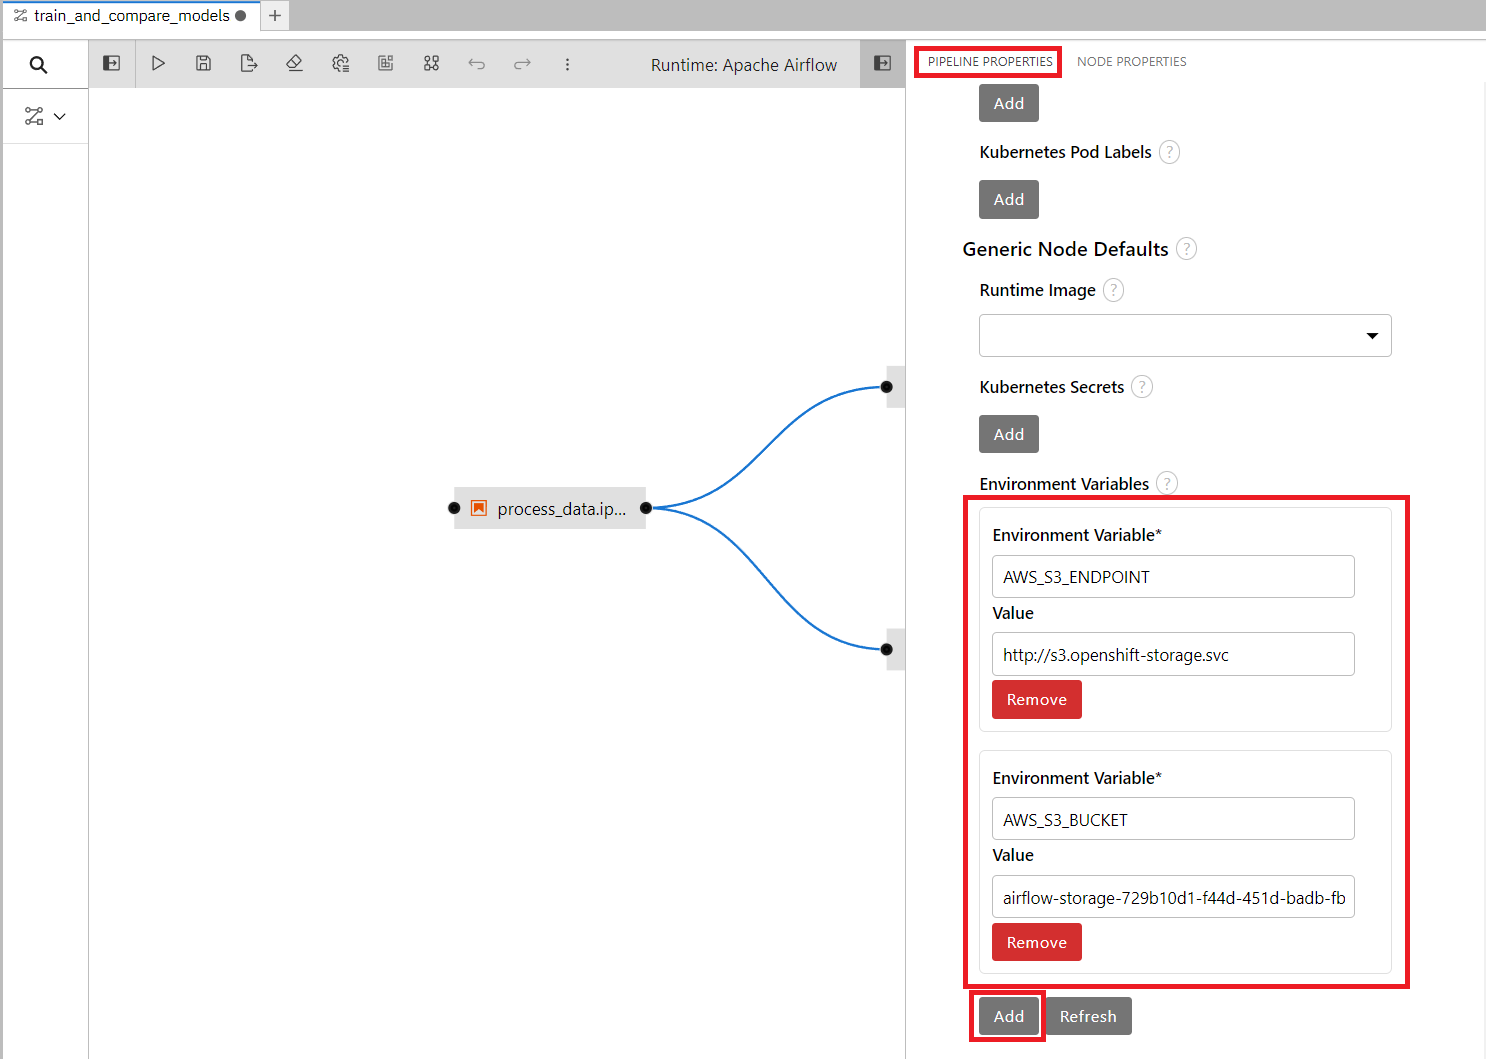 train_and_compare_models
Runtime: Apache Airflow
process_data.ip...
PIPELINE PROPERTIES
NODE PROPERTIES
Add
Kubernetes Pod Labels ?
Add
Generic Node Defaults ?
Runtime Image ?
Kubernetes Secrets ?
Add
Environment Variables ?
Environment Variable*
AWS_S3_ENDPOINT
Value
http://s3.openshift-storage.svc
Remove
Environment Variable*
AWS_S3_BUCKET
Value
airflow-storage-729b10d1-f44d-451d-badb-fb
Remove
Add
Refresh